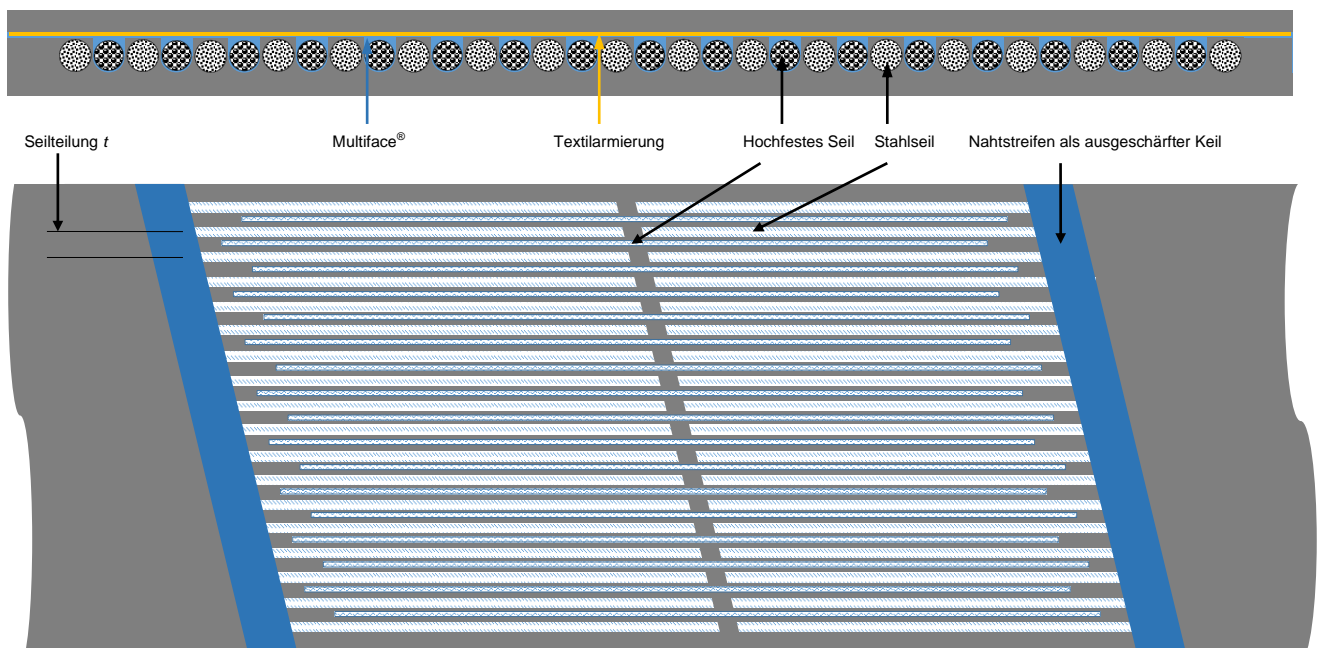 Seilteilung t
Multiface®
Textilarmierung
Hochfestes Seil
Stahlseil
Nahtstreifen als ausgeschärfter Keil